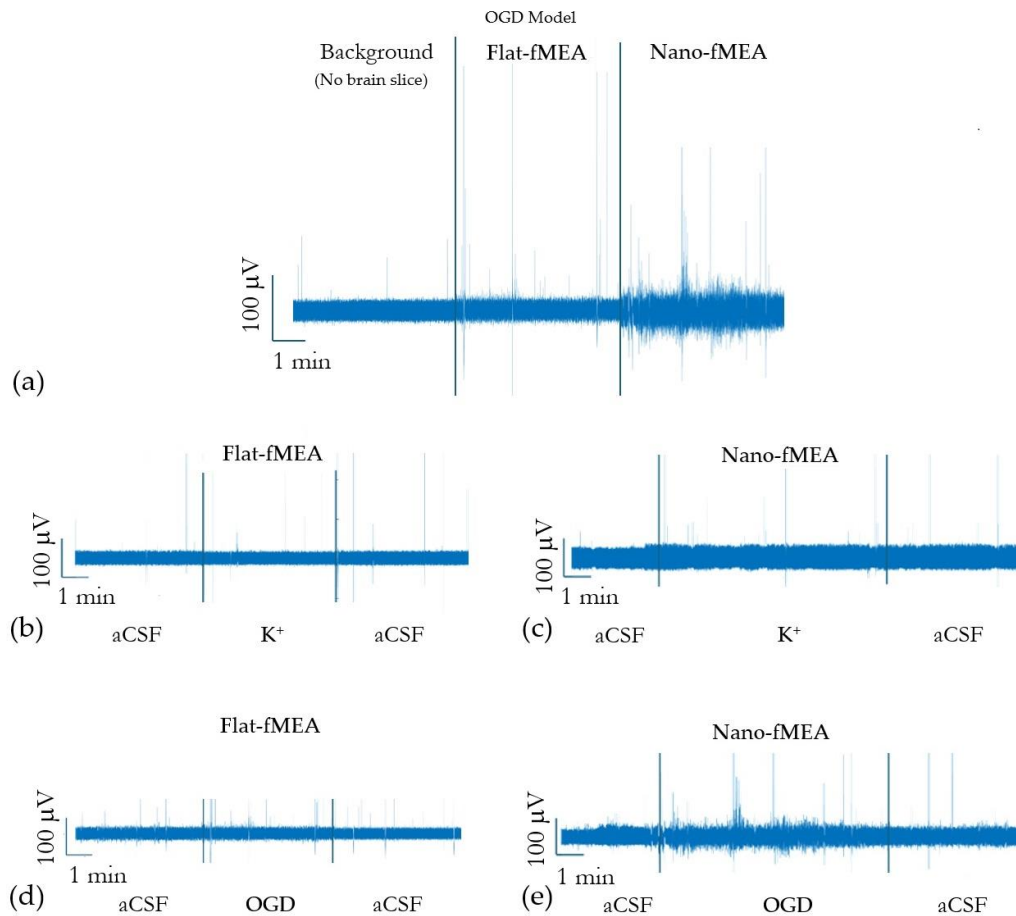 OGD Model
Background Flat-fMEA Nano-fMEA
(No brain slice)
100 µV
1 min
(a)
Flat-fMEA
100 µV
1 min
(b) aCSF K⁺ aCSF
Nano-fMEA
100 µV
1 min
(c) aCSF K⁺ aCSF
Flat-fMEA
100 µV
1 min
(d) aCSF OGD aCSF
Nano-fMEA
100 µV
1 min
(e) aCSF OGD aCSF